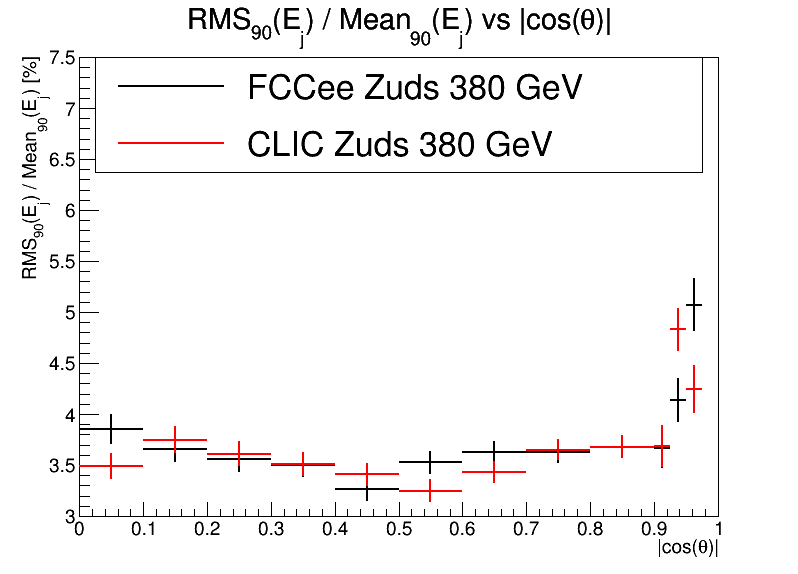 RMS90(Ej) / Mean90(Ej) vs |cos(θ)|
RMS90(Ej) / Mean90(Ej) [%]
7.5
7
6.5
6
5.5
5
4.5
4
3.5
3
FCCee Zuds 380 GeV
CLIC Zuds 380 GeV
0 0.1 0.2 0.3 0.4 0.5 0.6 0.7 0.8 0.9 1
|cos(θ)|